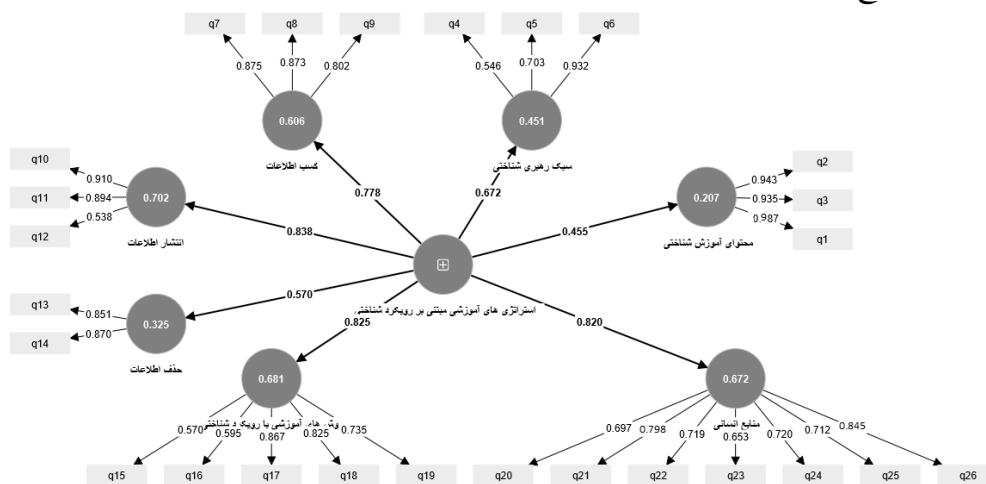 q7 q8 q9 q4 q5 q6
0.875 0.873 0.802 0.546 0.703 0.932
0.606 0.451
کسب اطلاعات سبک رهبری شناختی
q10
q11
q12
0.910
0.894
0.538
0.702
انتشار اطلاعات
0.778 0.672
q2
q3
q1
0.943
0.935
0.987
0.207
محتوای آموزش شناختی
0.838 0.455
استراتژی های آموزشی مبتنی بر رویکرد شناختی
q13
q14
0.851
0.870
0.325
حذف اطلاعات
0.570
0.825 0.820
0.681 0.672
وش های آموزشی با رویکرد شناختی منابع انسانی
0.570 0.595 0.867 0.825 0.735 0.697 0.798 0.719 0.653 0.720 0.712 0.845
q15 q16 q17 q18 q19 q20 q21 q22 q23 q24 q25 q26